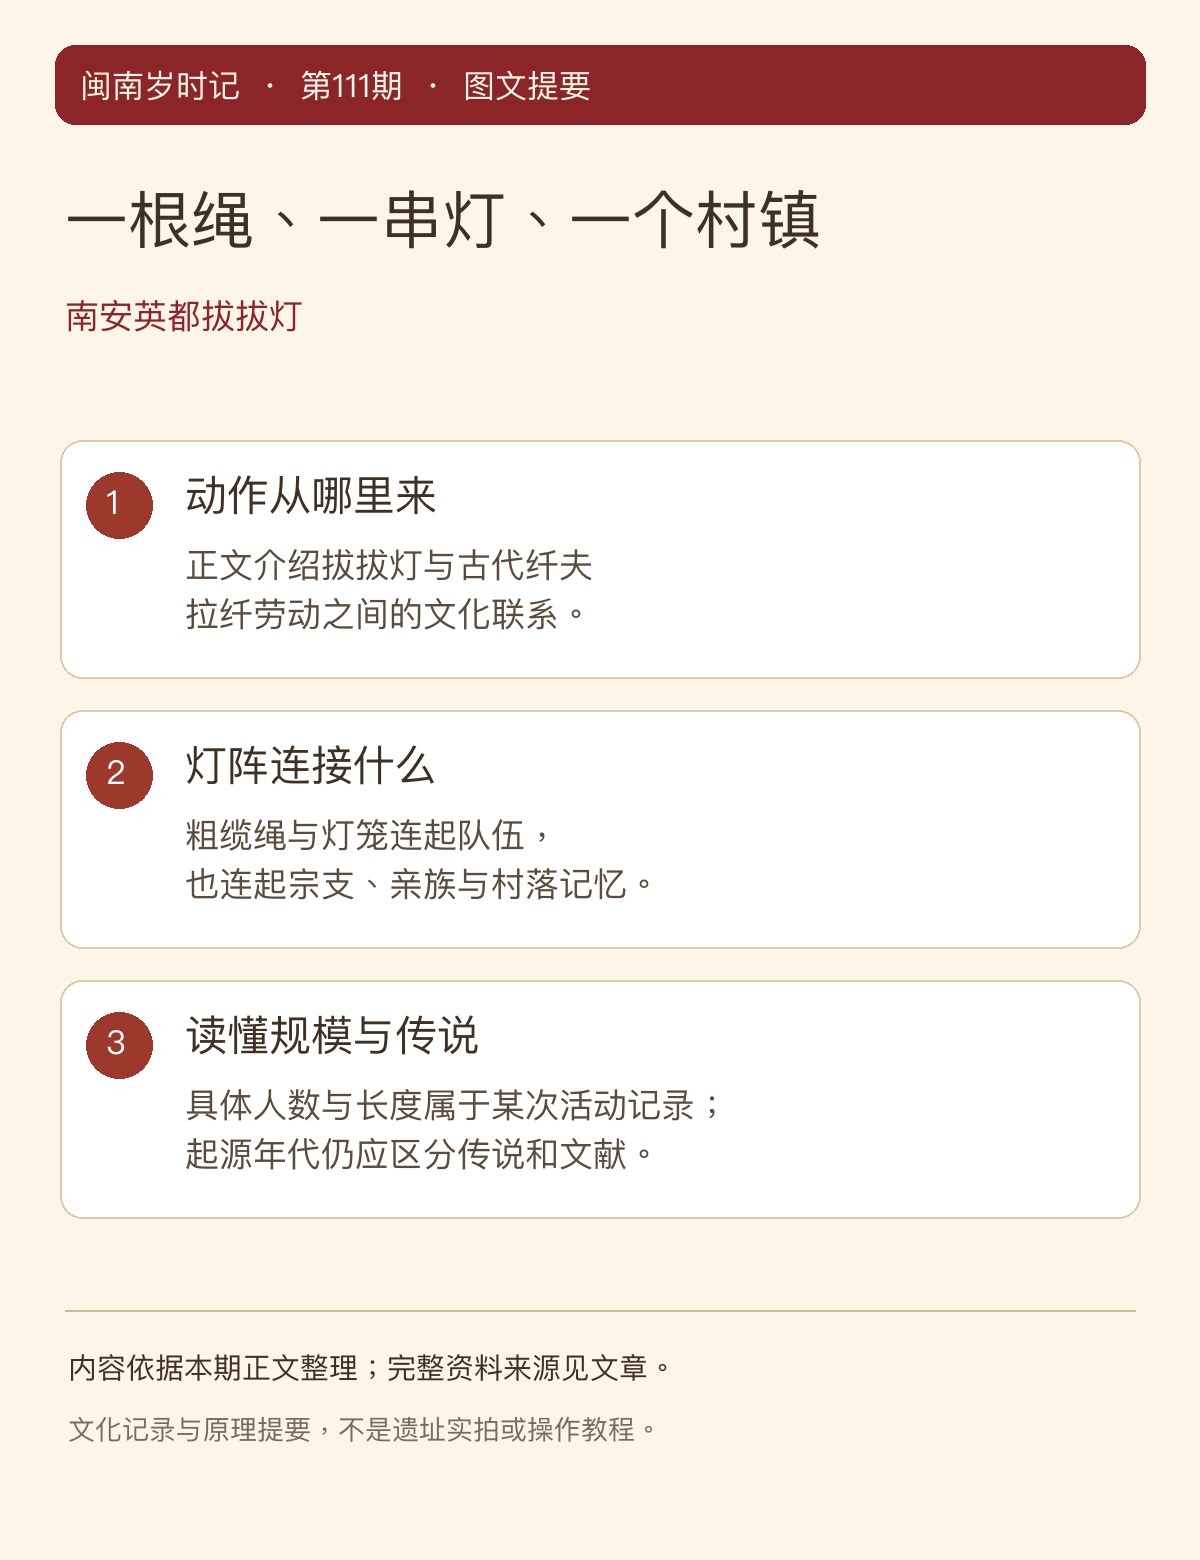 闽南岁时记 · 第111期 · 图文提要
一根绳、一串灯、一个村镇
南安英都拔拔灯
1
动作从哪里来
正文介绍拔拔灯与古代纤夫
拉纤劳动之间的文化联系。
2
灯阵连接什么
粗缆绳与灯笼连起队伍，
也连起宗支、亲族与村落记忆。
3
读懂规模与传说
具体人数与长度属于某次活动记录；
起源年代仍应区分传说和文献。
内容依据本期正文整理；完整资料来源见文章。
文化记录与原理提要，不是遗址实拍或操作教程。